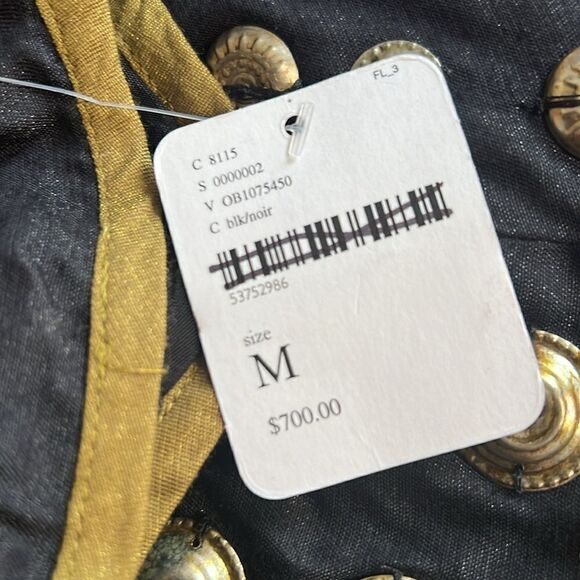 FL_3
C 8115
S 0000002
V OB1075450
C blk/noir
53752986
size
M
$700.00